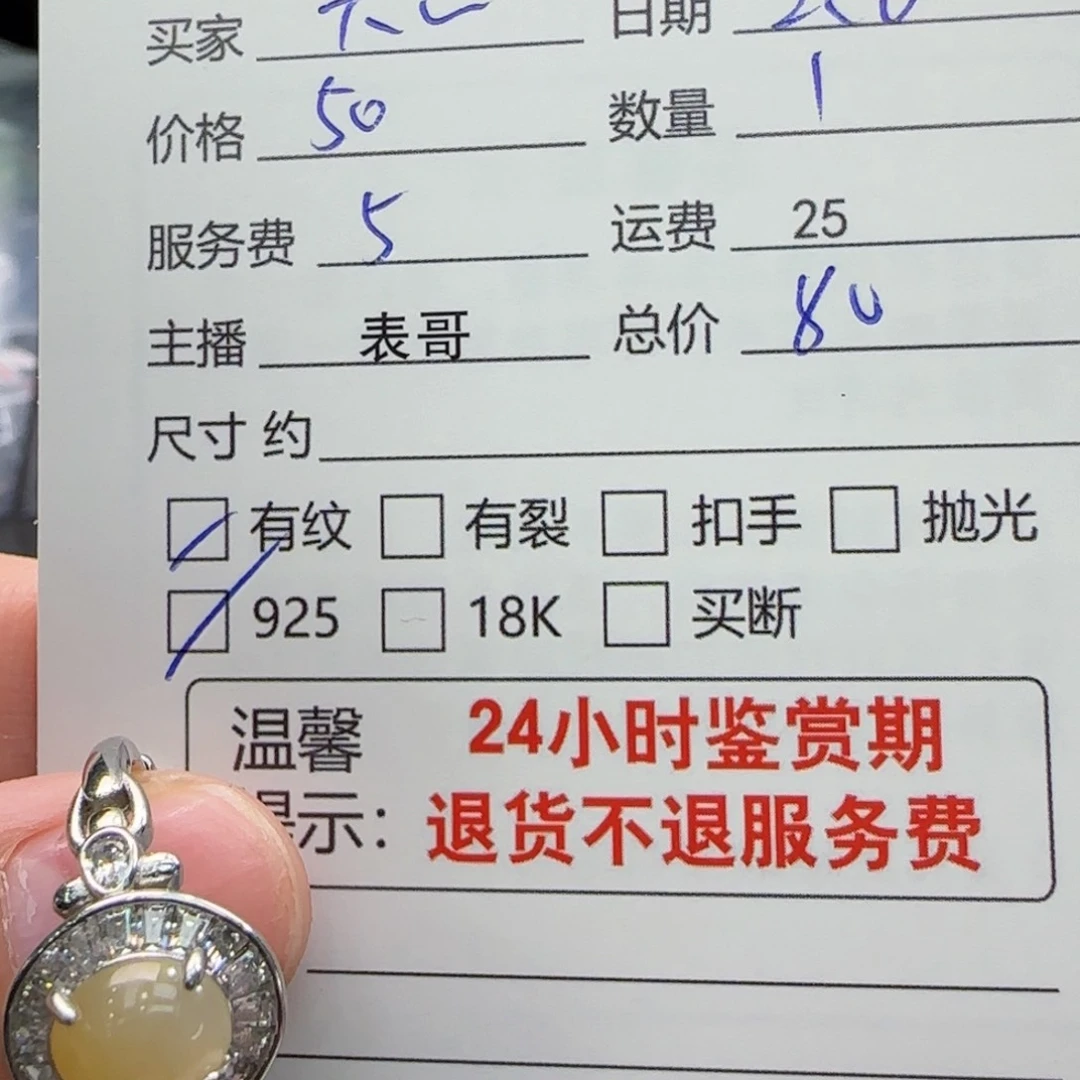 买家 日期
价格 50 数量 1
服务费 5 运费 25
主播 表哥 总价 80
尺寸 约
有纹 有裂 扣手 抛光
925 18K 买断
温馨 24小时鉴赏期
提示： 退货不退服务费